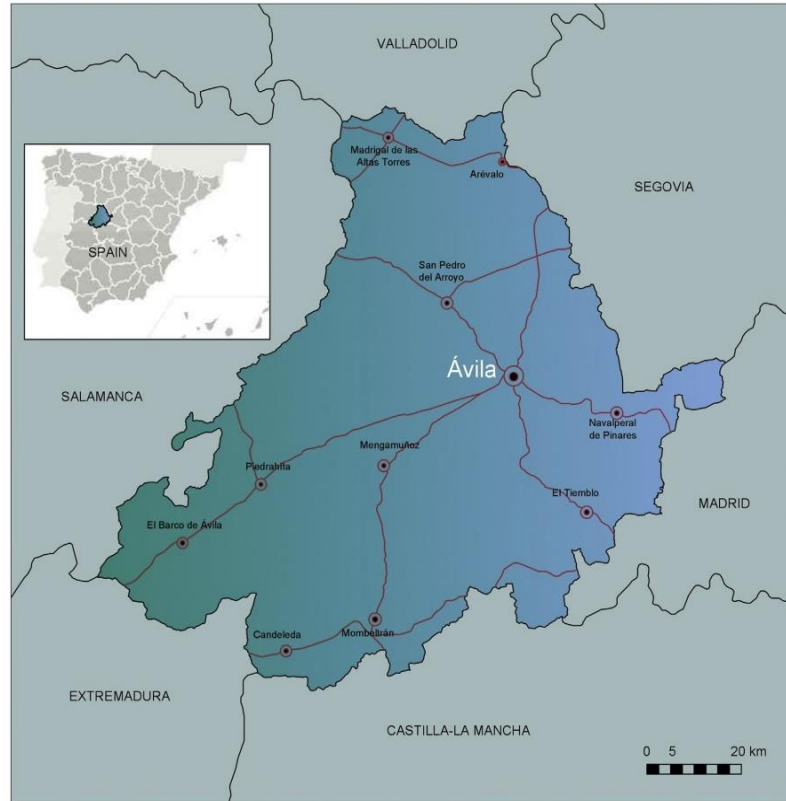 VALLADOLID
Madrigal de las
Altas Torres
Arévalo
SEGOVIA
SPAIN
San Pedro
del Arroyo
Ávila
SALAMANCA
Navalperal
de Pinares
Mengamuñoz
Piedrahíta
El Tiemblo
MADRID
El Barco de Ávila
Candeleda
Mombeltrán
EXTREMADURA
CASTILLA-LA MANCHA
0 5 20 km